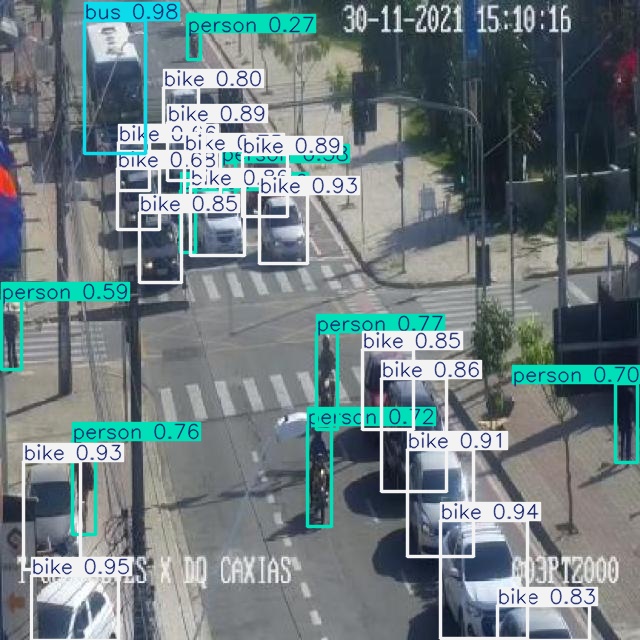 bus 0.98
person 0.27
30-11-2021 15:10:16
bike 0.80
bike 0.89
bike 0.89
bike 0.68
bike 0.93
bike 0.85
person 0.59
person 0.77
bike 0.85
bike 0.86
person 0.70
person 0.72
person 0.76
bike 0.91
bike 0.93
bike 0.94
X DQ CAXIAS
bike 0.95
bike 0.83